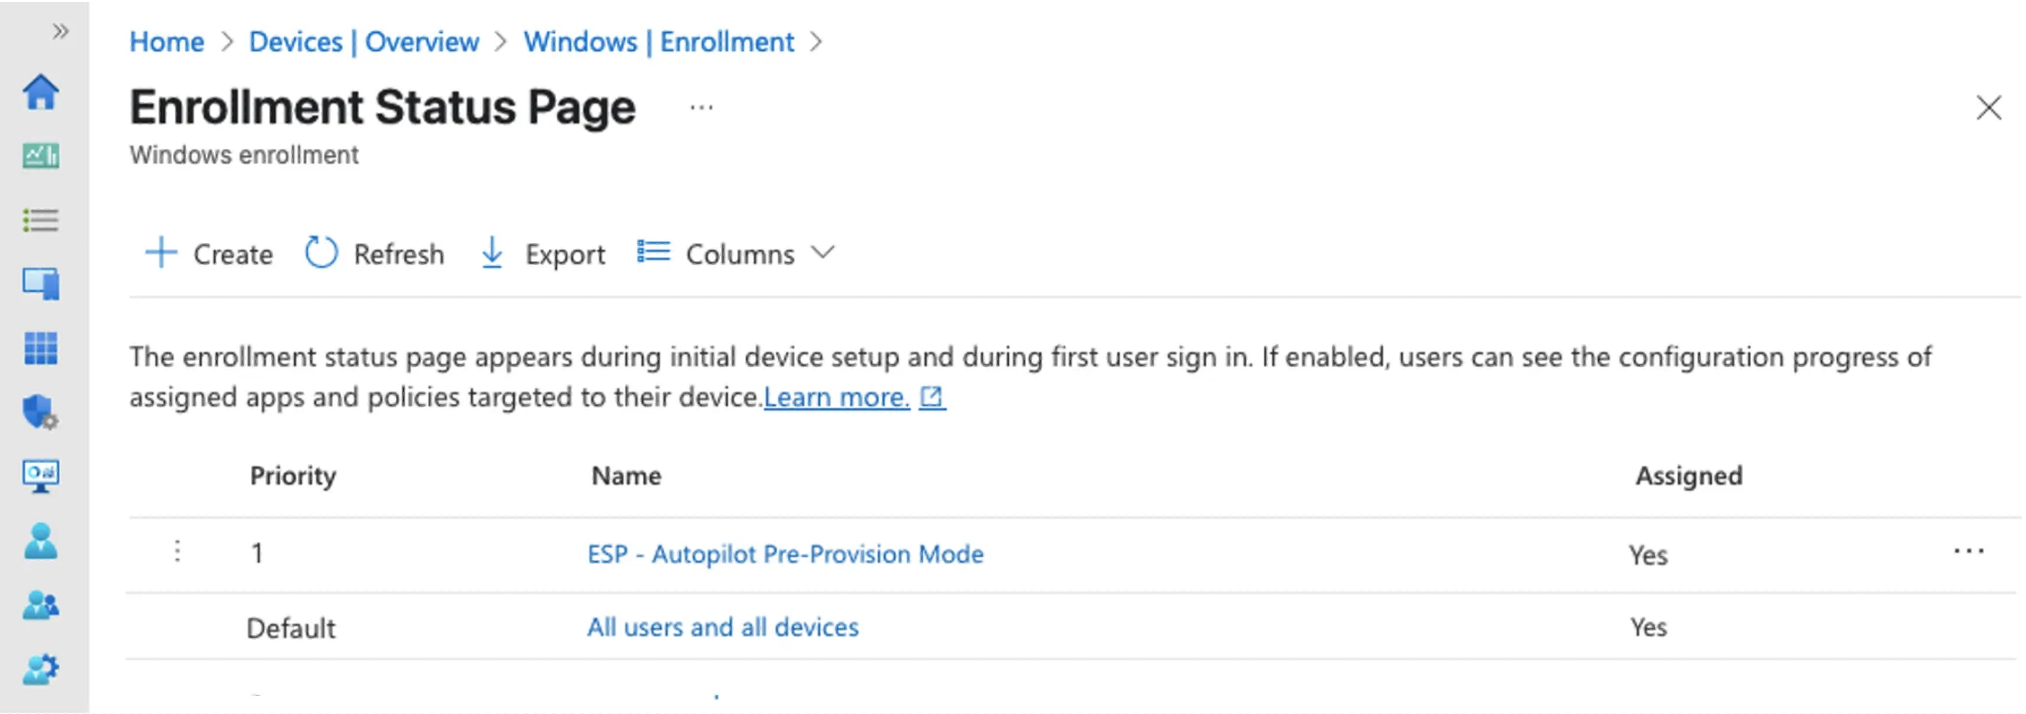 Home > Devices | Overview > Windows | Enrollment >
Enrollment Status Page ...
Windows enrollment
Create Refresh Export Columns
The enrollment status page appears during initial device setup and during first user sign in. If enabled, users can see the configuration progress of
assigned apps and policies targeted to their device.Learn more.
Priority Name Assigned
1 ESP - Autopilot Pre-Provision Mode Yes ...
Default All users and all devices Yes